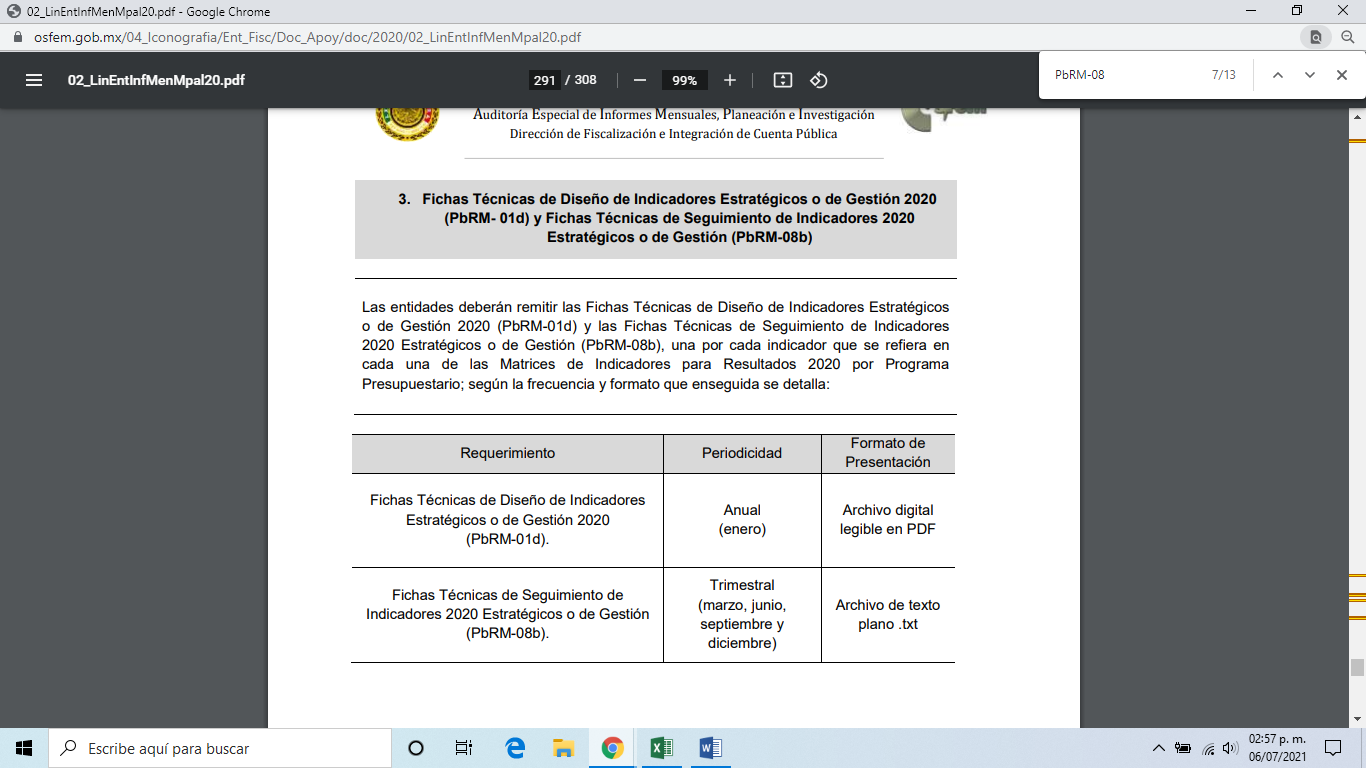 02_LinEntInfMenMpal20.pdf - Google Chrome
osfem.gob.mx/04_Iconografia/Ent_Fisc/Doc_Apoy/doc/2020/02_LinEntInfMenMpal20.pdf
02_LinEntInfMenMpal20.pdf
291 / 308
99%
PbRM-08
7/13
Auditoría Especial de Informes Mensuales, Planeación e Investigación
Dirección de Fiscalización e Integración de Cuenta Pública
3. Fichas Técnicas de Diseño de Indicadores Estratégicos o de Gestión 2020
(PbRM- 01d) y Fichas Técnicas de Seguimiento de Indicadores 2020
Estratégicos o de Gestión (PbRM-08b)
Las entidades deberán remitir las Fichas Técnicas de Diseño de Indicadores Estratégicos
o de Gestión 2020 (PbRM-01d) y las Fichas Técnicas de Seguimiento de Indicadores
2020 Estratégicos o de Gestión (PbRM-08b), una por cada indicador que se refiera en
cada una de las Matrices de Indicadores para Resultados 2020 por Programa
Presupuestario; según la frecuencia y formato que enseguida se detalla:
Requerimiento
Periodicidad
Formato de
Presentación
Fichas Técnicas de Diseño de Indicadores
Estratégicos o de Gestión 2020
(PbRM-01d).
Anual
(enero)
Archivo digital
legible en PDF
Fichas Técnicas de Seguimiento de
Indicadores 2020 Estratégicos o de Gestión
(PbRM-08b).
Trimestral
(marzo, junio,
septiembre y
diciembre)
Archivo de texto
plano .txt
Escribe aquí para buscar
02:57 p. m.
06/07/2021